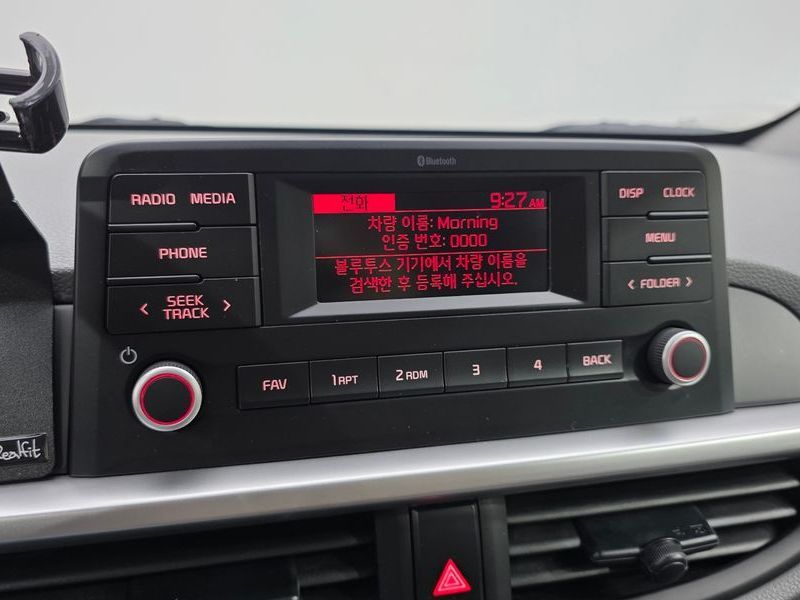 Bluetooth
RADIO MEDIA
PHONE
SEEK
TRACK
전화 9:27 AM
차량 이름: Morning
인증 번호: 0000
블루투스 기기에서 차량 이름을
검색한 후 등록해 주십시오.
DISP CLOCK
MENU
FOLDER
FAV
1 RPT
2 RDM
3
4
BACK
Realfit